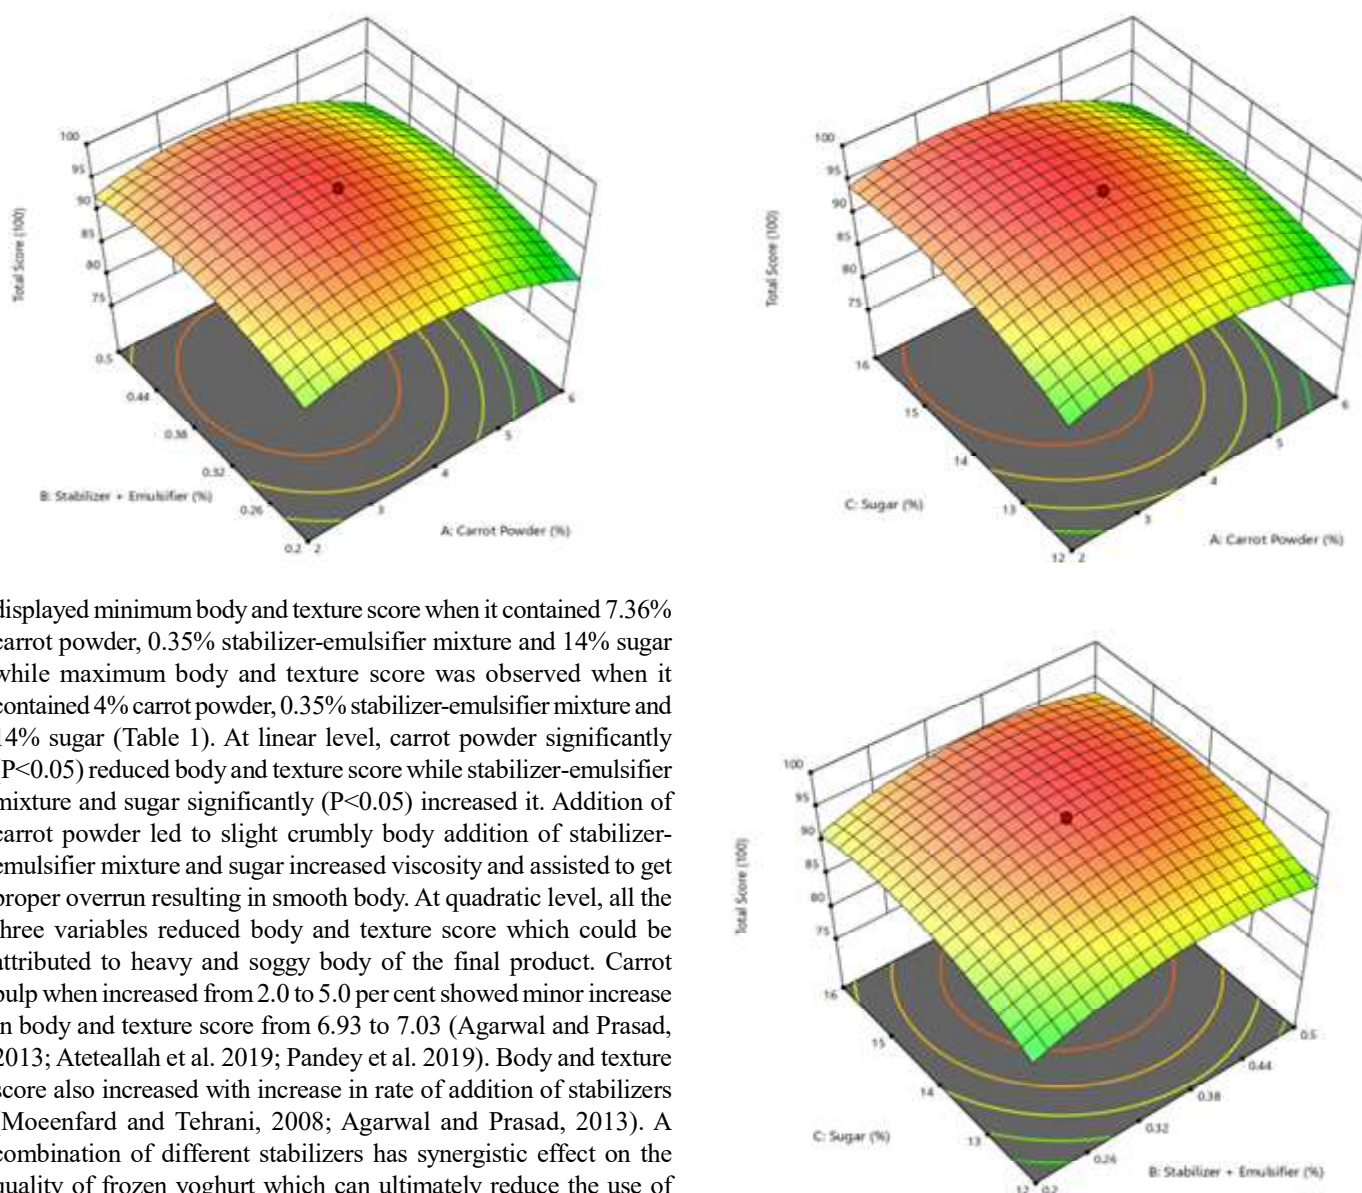 100
95
90
85
80
75
Total Score (100)
0.5
0.44
0.38
0.32
0.26
0.2
2
3
4
5
6
B: Stabilizer + Emulsifier (%)
A: Carrot Powder (%)
100
95
90
85
80
75
Total Score (100)
16
15
14
13
12
2
3
4
5
6
C: Sugar (%)
A: Carrot Powder (%)
displayed minimum body and texture score when it contained 7.36%
carrot powder, 0.35% stabilizer-emulsifier mixture and 14% sugar
while maximum body and texture score was observed when it
contained 4% carrot powder, 0.35% stabilizer-emulsifier mixture and
14% sugar (Table 1). At linear level, carrot powder significantly
(P<0.05) reduced body and texture score while stabilizer-emulsifier
mixture and sugar significantly (P<0.05) increased it. Addition of
carrot powder led to slight crumbly body addition of stabilizer-
emulsifier mixture and sugar increased viscosity and assisted to get
proper overrun resulting in smooth body. At quadratic level, all the
three variables reduced body and texture score which could be
attributed to heavy and soggy body of the final product. Carrot
pulp when increased from 2.0 to 5.0 per cent showed minor increase
in body and texture score from 6.93 to 7.03 (Agarwal and Prasad,
2013; Ateteallah et al. 2019; Pandey et al. 2019). Body and texture
score also increased with increase in rate of addition of stabilizers
(Moeenfard and Tehrani, 2008; Agarwal and Prasad, 2013). A
combination of different stabilizers has synergistic effect on the
quality of frozen yoghurt which can ultimately reduce the use of
100
95
90
85
80
75
Total Score (100)
16
15
14
13
12
0.2
0.26
0.32
0.38
0.44
0.5
C: Sugar (%)
B: Stabilizer + Emulsifier (%)